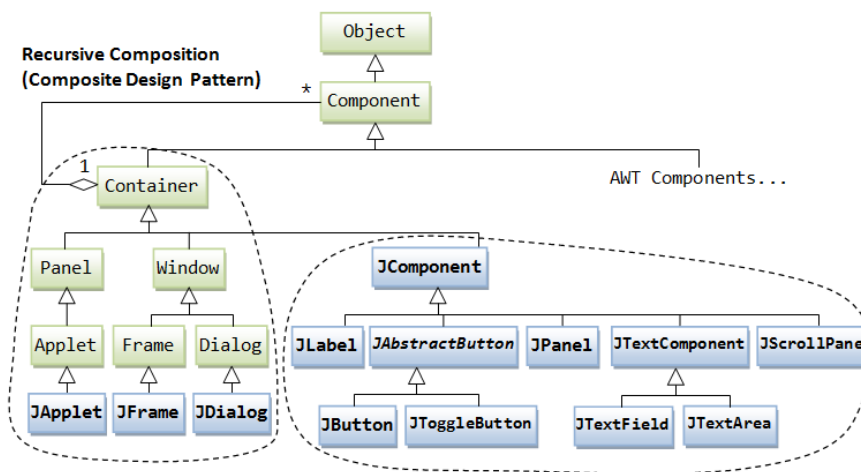 Object
Recursive Composition
(Composite Design Pattern)
*
Component
1
Container
AWT Components...
Panel
Window
JComponent
Applet
Frame
Dialog
JLabel
JAbstractButton
JPanel
JTextComponent
JScrollPane
JApplet
JFrame
JDialog
JButton
JToggleButton
JTextField
JTextArea